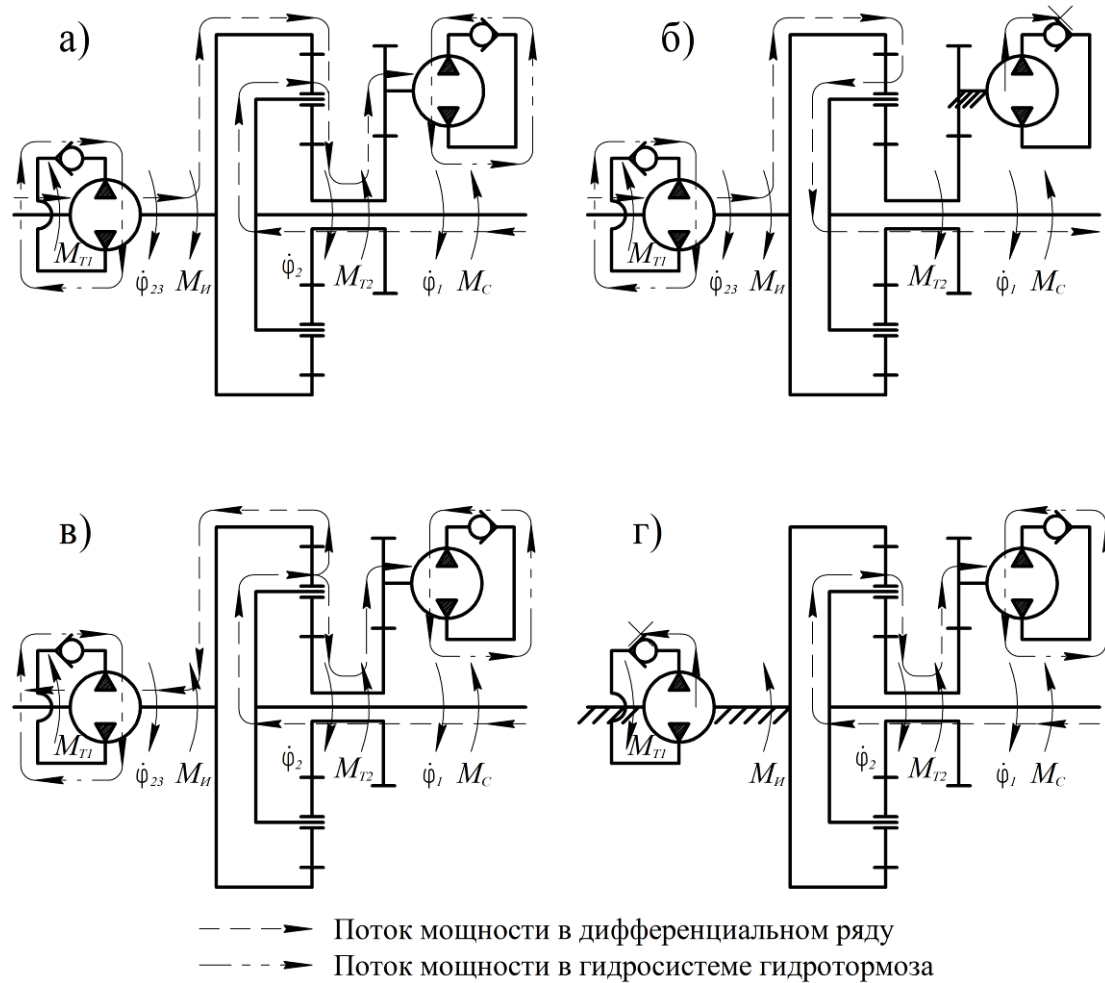 а)
б)
M_T1
φ̇_23
M_И
φ̇_2
M_T2
φ̇_1
M_C
M_T1
φ̇_23
M_И
M_T2
φ̇_1
M_C
в)
г)
M_T1
φ̇_23
M_И
φ̇_2
M_T2
φ̇_1
M_C
M_T1
M_И
φ̇_2
M_T2
φ̇_1
M_C
Поток мощности в дифференциальном ряду
Поток мощности в гидросистеме гидротормоза